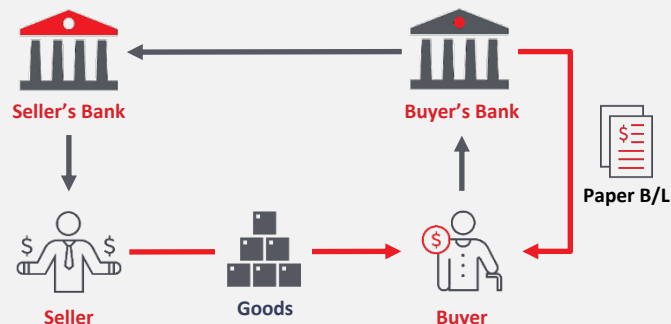 Seller’s Bank
Buyer’s Bank
$
Paper B/L
$
$
$
Goods
Seller
Buyer